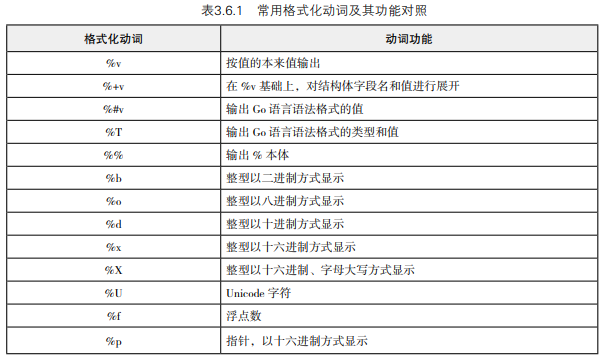 表3.6.1 常用格式化动词及其功能对照
格式化动词 动词功能
%v 按值的本来值输出
%+v 在 %v 基础上，对结构体字段名和值进行展开
%#v 输出 Go 语言语法格式的值
%T 输出 Go 语言语法格式的类型和值
%% 输出 % 本体
%b 整型以二进制方式显示
%o 整型以八进制方式显示
%d 整型以十进制方式显示
%x 整型以十六进制方式显示
%X 整型以十六进制、字母大写方式显示
%U Unicode 字符
%f 浮点数
%p 指针，以十六进制方式显示